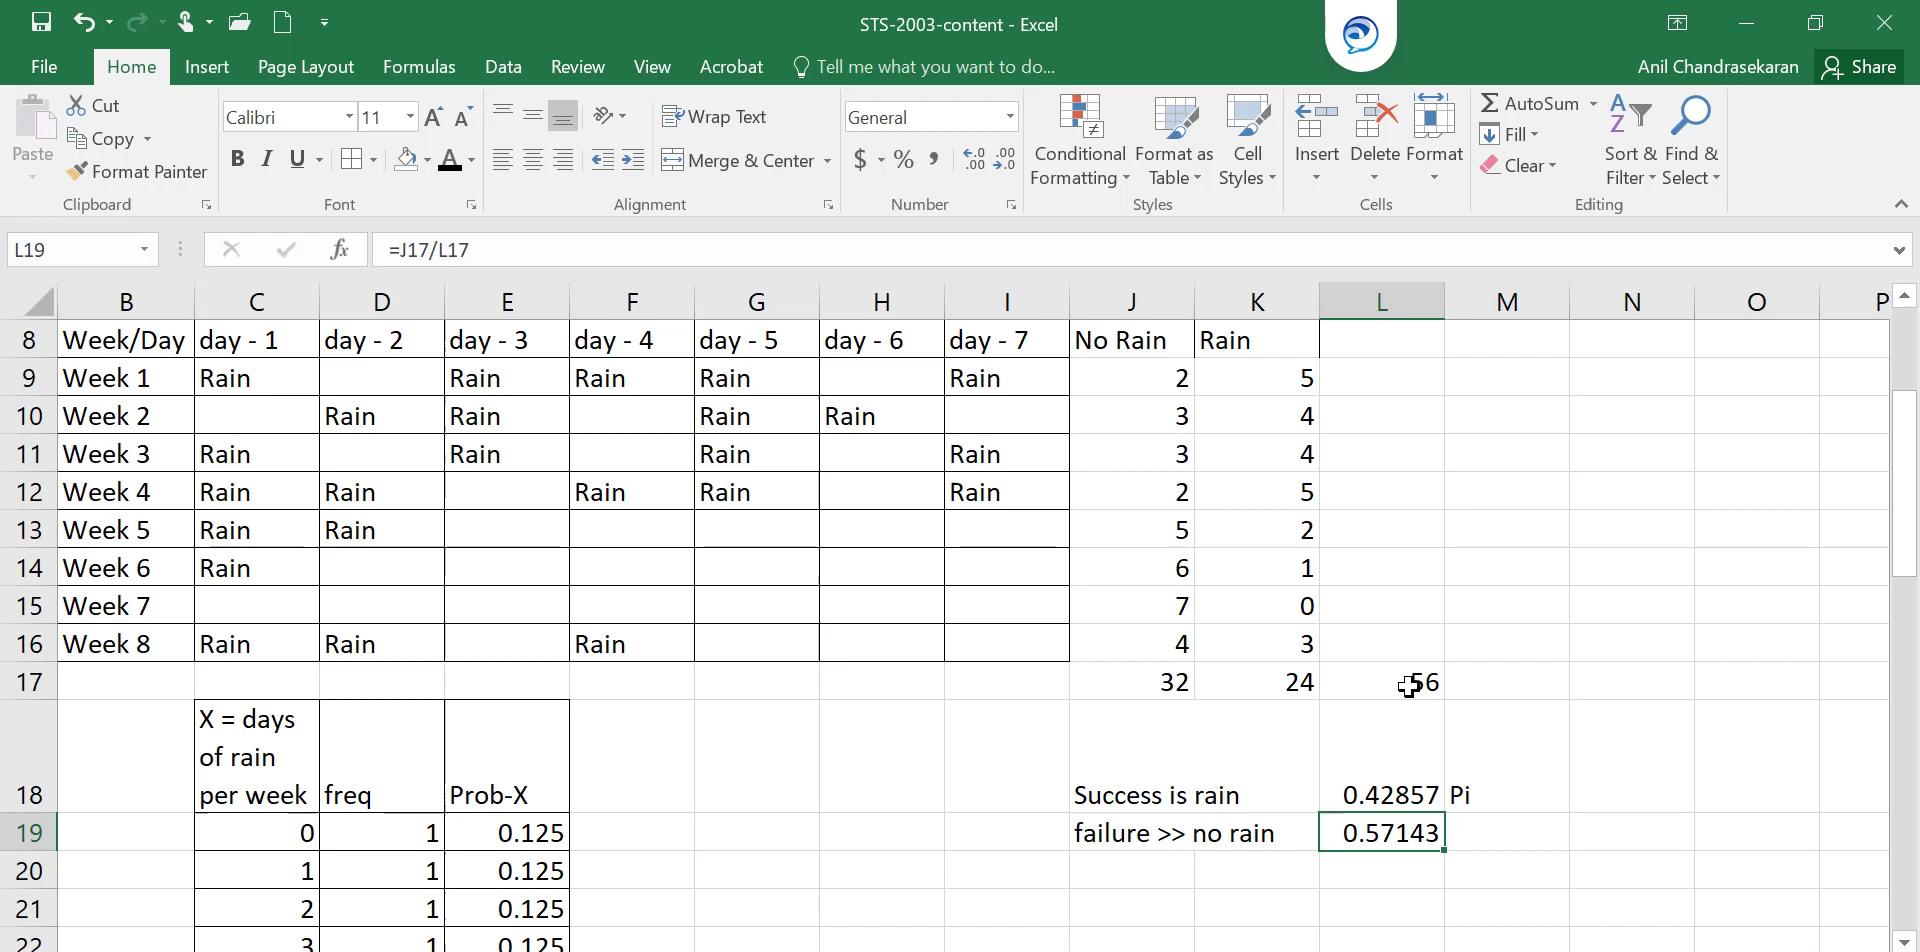 STS-2003-content - Excel
File Home Insert Page Layout Formulas Data Review View Acrobat Tell me what you want to do... Anil Chandrasekaran Share
Paste Cut Copy Format Painter Clipboard
Calibri 11 B I U A Font
Wrap Text Merge & Center Alignment
General $ % , Number
Conditional Formatting Format as Table Cell Styles Styles
Insert Delete Format Cells
AutoSum Fill Clear Sort & Filter Find & Select Editing
L19 fx =J17/L17
B C D E F G H I J K L M N O P
8 Week/Day day - 1 day - 2 day - 3 day - 4 day - 5 day - 6 day - 7 No Rain Rain
9 Week 1 Rain Rain Rain Rain Rain 2 5
10 Week 2 Rain Rain Rain Rain 3 4
11 Week 3 Rain Rain Rain Rain 3 4
12 Week 4 Rain Rain Rain Rain Rain 2 5
13 Week 5 Rain Rain 5 2
14 Week 6 Rain 6 1
15 Week 7 7 0
16 Week 8 Rain Rain Rain 4 3
17 32 24 56
X = days
of rain
18 per week freq Prob-X Success is rain 0.42857 Pi
19 0 1 0.125 failure >> no rain 0.57143
20 1 1 0.125
21 2 1 0.125
22 3 1 0.125